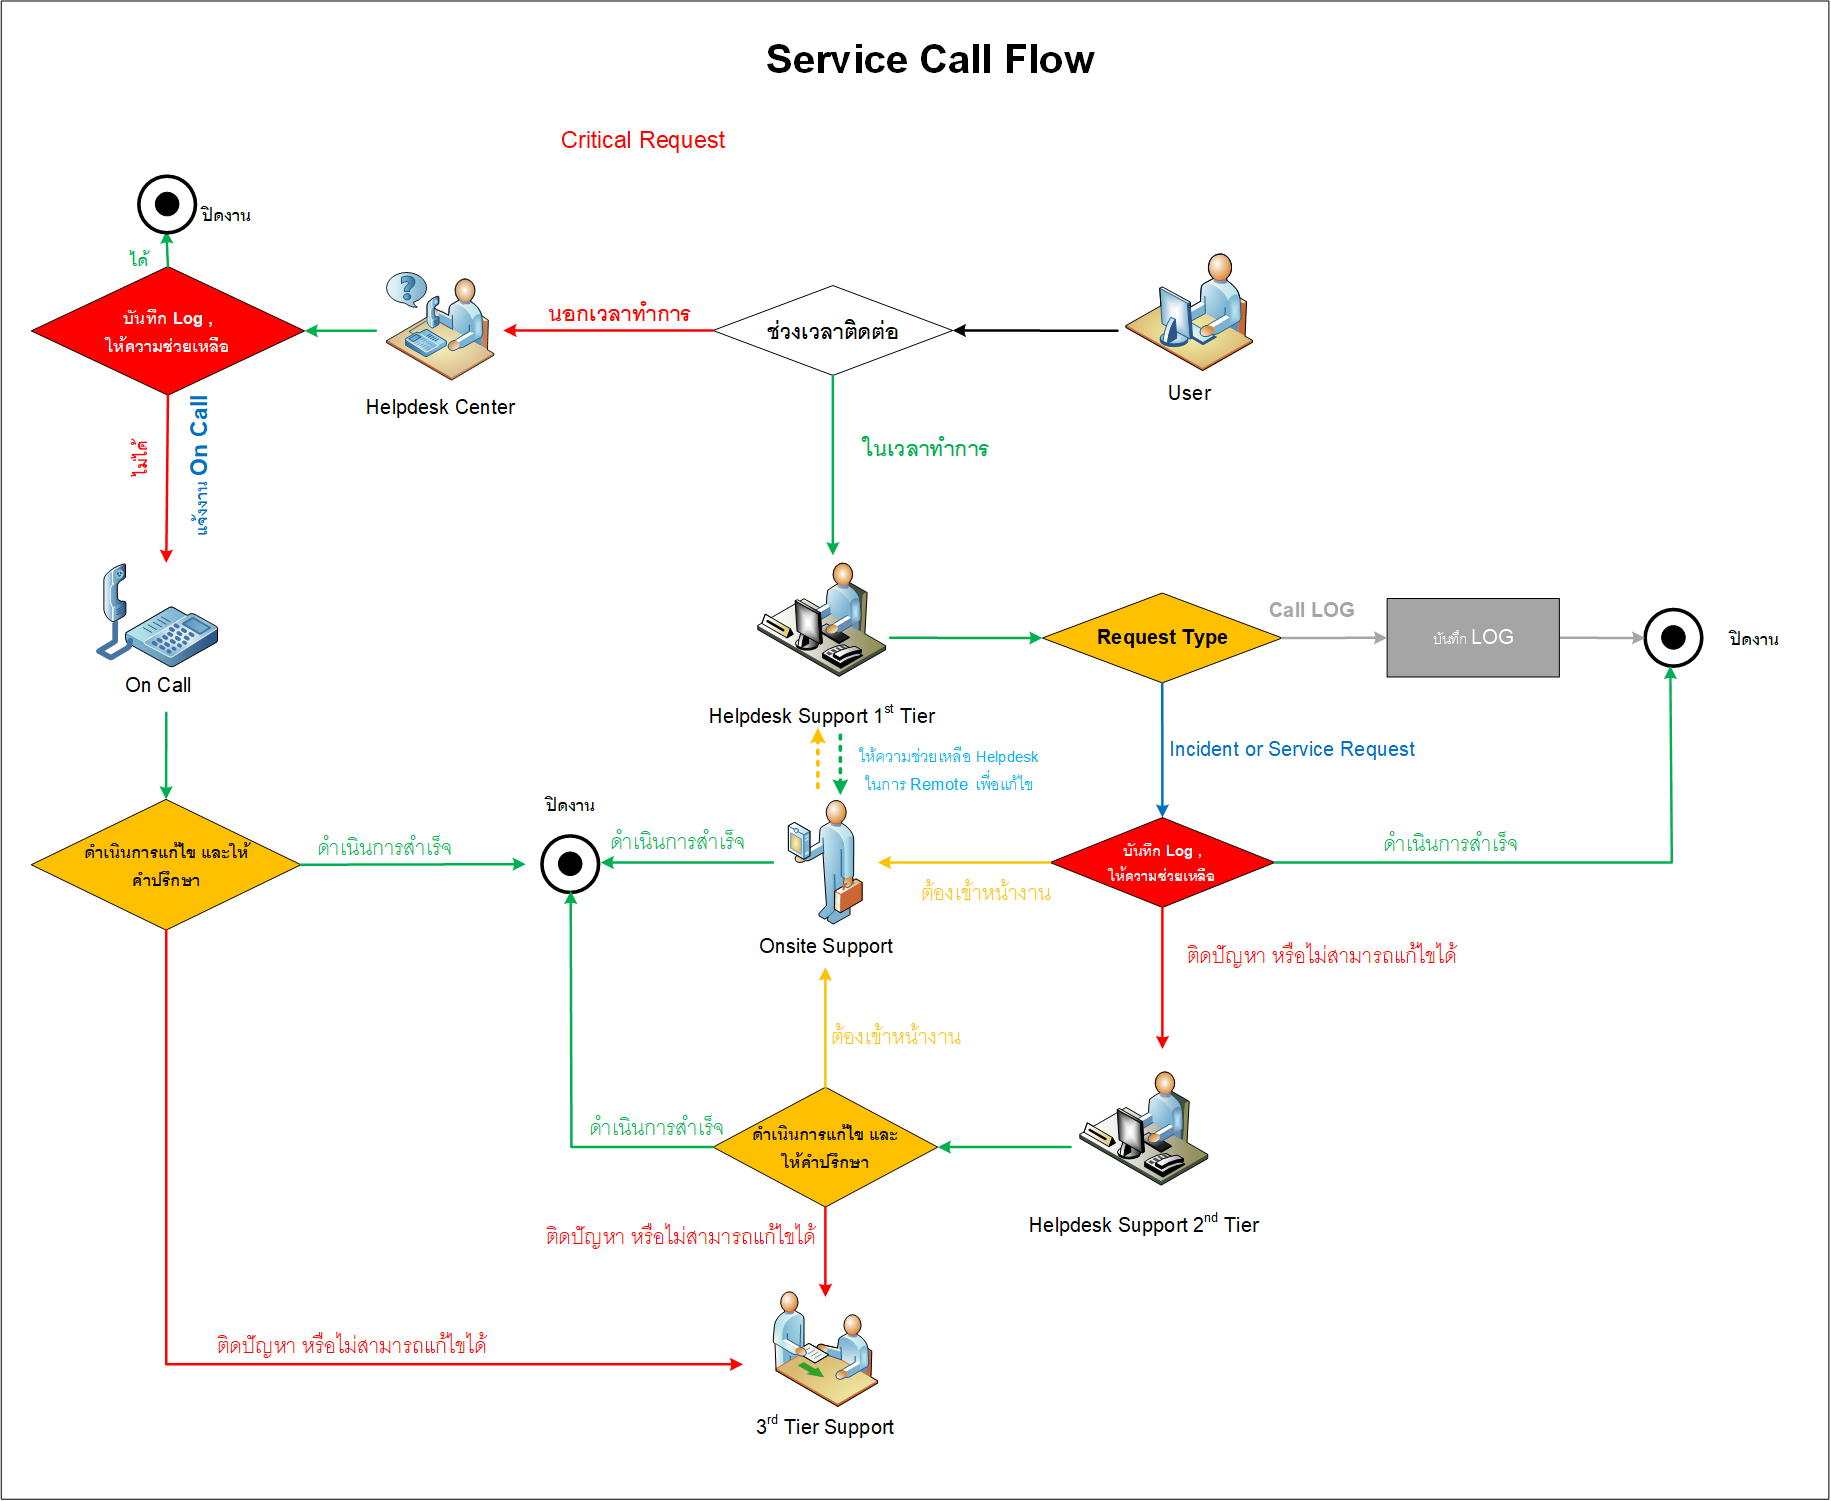 Service Call Flow
Critical Request
ปิดงาน
ได้
บันทึก Log ,
ให้ความช่วยเหลือ
Helpdesk Center
นอกเวลาทำการ
ช่วงเวลาติดต่อ
User
ไม่ได้
แจ้งงาน On Call
ในเวลาทำการ
On Call
Helpdesk Support 1st Tier
Request Type
Call LOG
บันทึก LOG
ปิดงาน
ให้ความช่วยเหลือ Helpdesk
ในการ Remote เพื่อแก้ไข
Incident or Service Request
ดำเนินการแก้ไข และให้
คำปรึกษา
ดำเนินการสำเร็จ
ปิดงาน
ดำเนินการสำเร็จ
Onsite Support
ต้องเข้าหน้างาน
บันทึก Log ,
ให้ความช่วยเหลือ
ดำเนินการสำเร็จ
ติดปัญหา หรือไม่สามารถแก้ไขได้
ต้องเข้าหน้างาน
ดำเนินการสำเร็จ
ดำเนินการแก้ไข และ
ให้คำปรึกษา
Helpdesk Support 2nd Tier
ติดปัญหา หรือไม่สามารถแก้ไขได้
ติดปัญหา หรือไม่สามารถแก้ไขได้
3rd Tier Support